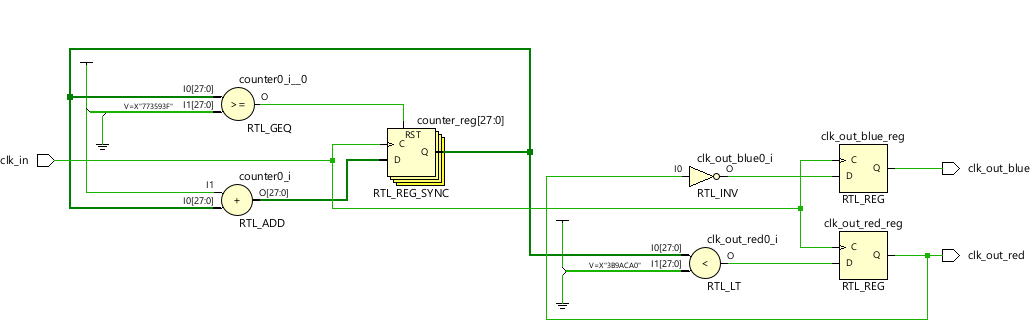 counter0_i__0
I0[27:0]
O
V=X"773593F"
I1[27:0]
>=
RTL_GEQ
counter_reg[27:0]
RST
C
D
Q
RTL_REG_SYNC
clk_in
counter0_i
I1
O[27:0]
I0[27:0]
+
RTL_ADD
clk_out_blue0_i
I0
O
RTL_INV
clk_out_blue_reg
C
D
Q
RTL_REG
clk_out_blue
clk_out_red0_i
I0[27:0]
O
V=X"3B9ACA0"
I1[27:0]
<
RTL_LT
clk_out_red_reg
C
D
Q
RTL_REG
clk_out_red